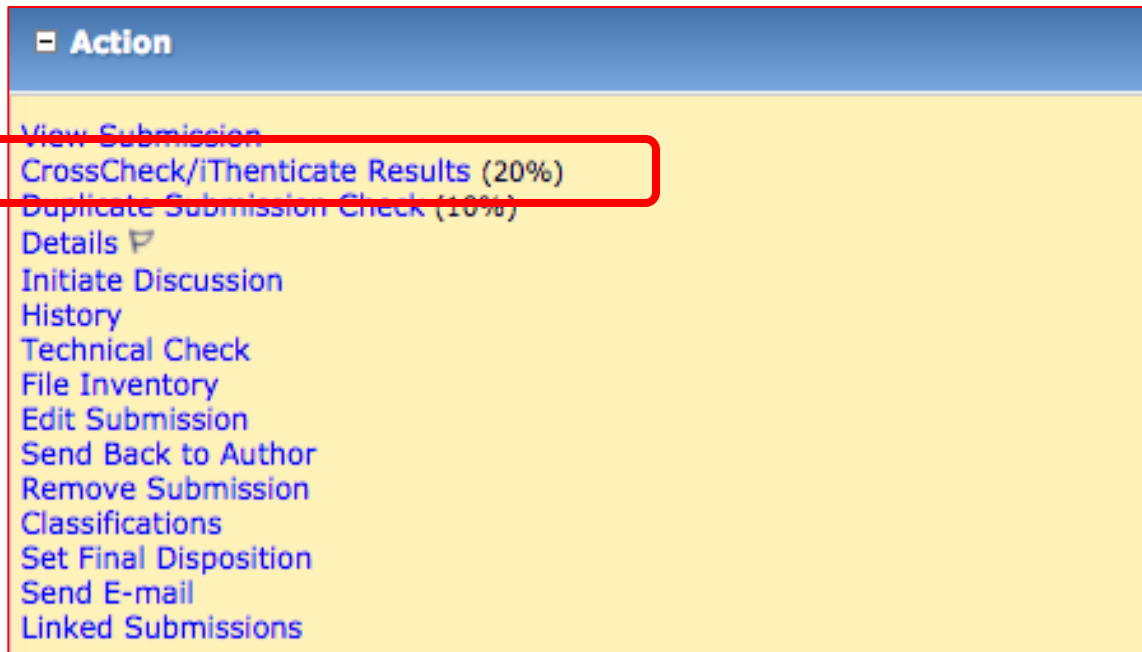 Action
View Submission
CrossCheck/iThenticate Results (20%)
Duplicate Submission Check (10%)
Details
Initiate Discussion
History
Technical Check
File Inventory
Edit Submission
Send Back to Author
Remove Submission
Classifications
Set Final Disposition
Send E-mail
Linked Submissions